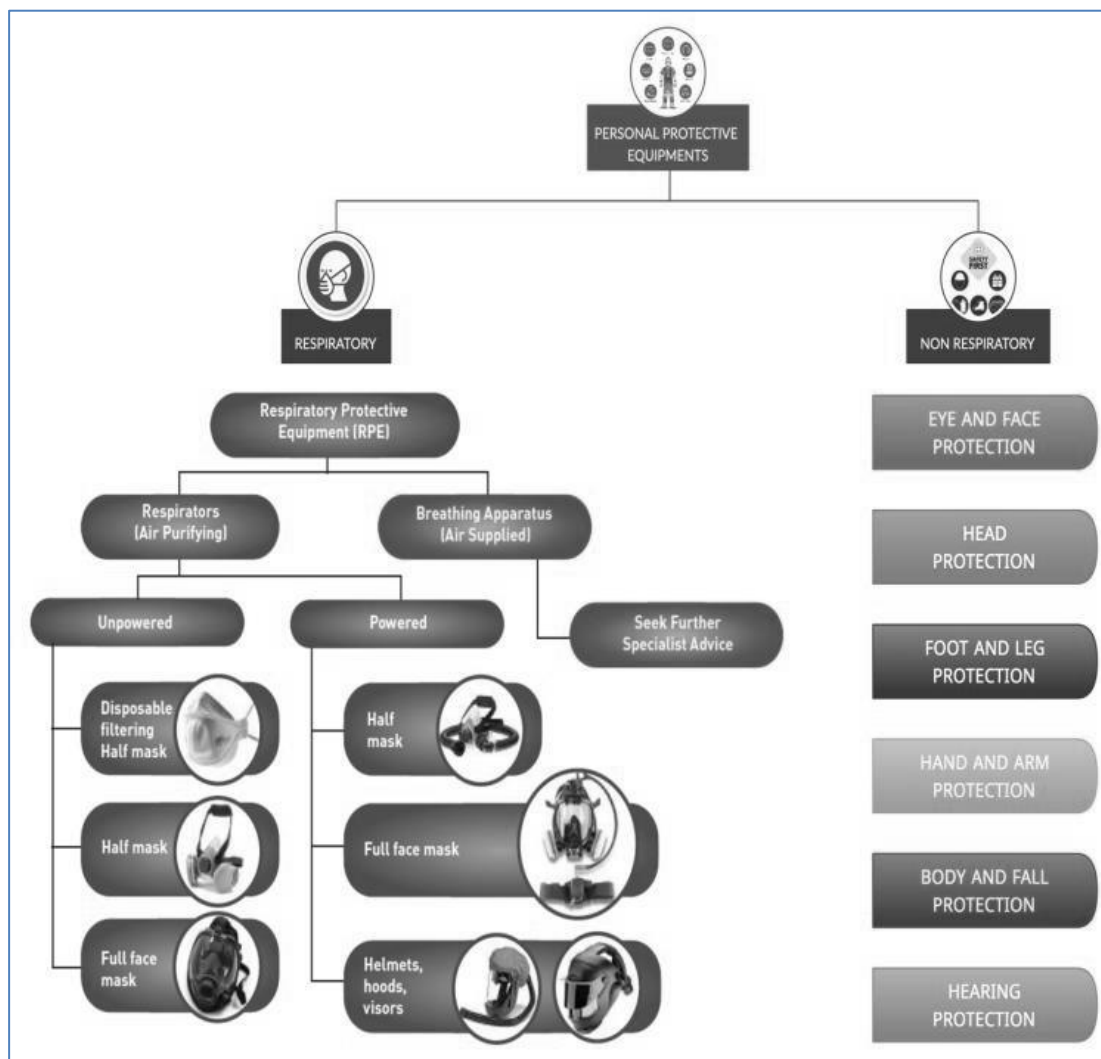 PERSONAL PROTECTIVE
EQUIPMENTS
SAFETY
FIRST
RESPIRATORY
NON RESPIRATORY
Respiratory Protective
Equipment (RPE)
Respirators
(Air Purifying)
Breathing Apparatus
(Air Supplied)
Unpowered
Powered
Seek Further
Specialist Advice
Disposable
filtering
Half mask
Half
mask
Half mask
Full face mask
Full face
mask
Helmets,
hoods,
visors
EYE AND FACE
PROTECTION
HEAD
PROTECTION
FOOT AND LEG
PROTECTION
HAND AND ARM
PROTECTION
BODY AND FALL
PROTECTION
HEARING
PROTECTION